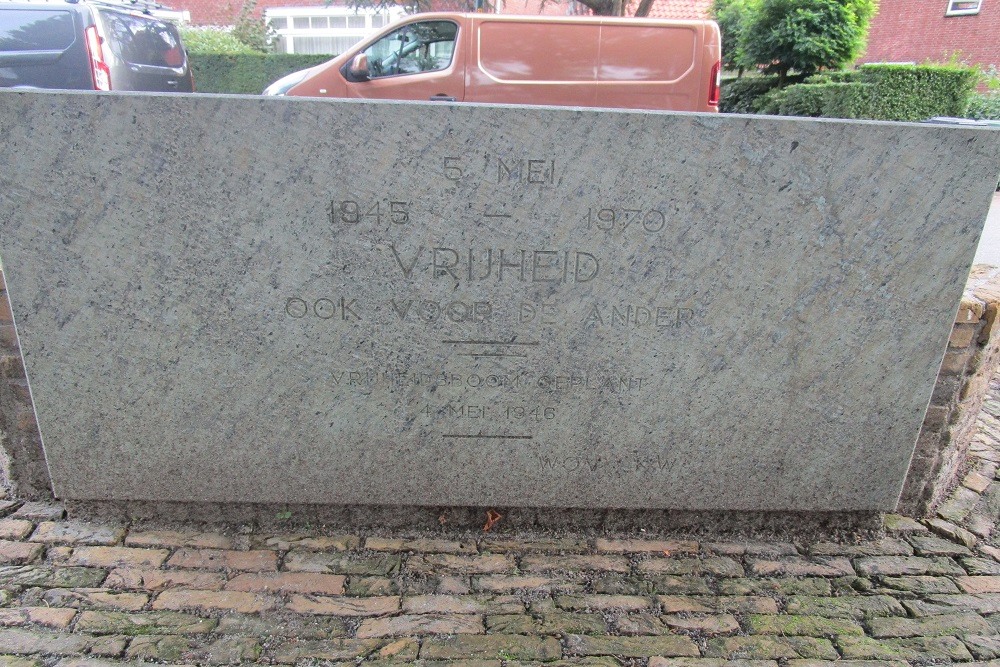 5 MEI
1945 — 1970
VRIJHEID
OOK VOOR DE ANDER
VRIJHEIDSBOOM GEPLANT
4 MEI 1946